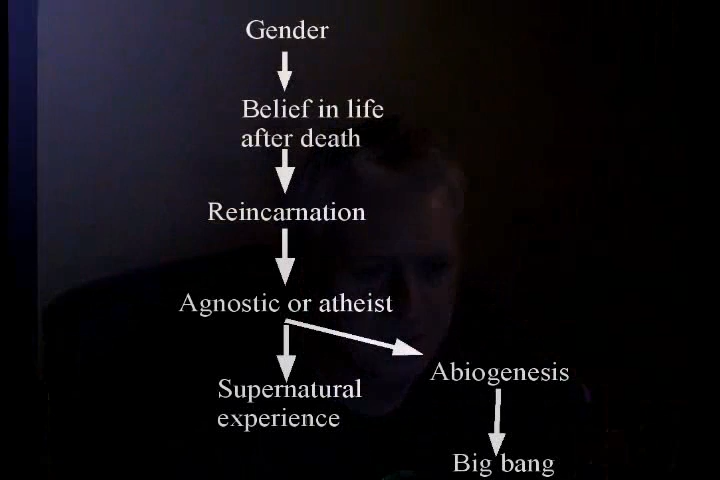 Gender
Belief in life
after death
Reincarnation
Agnostic or atheist
Supernatural
experience
Abiogenesis
Big bang